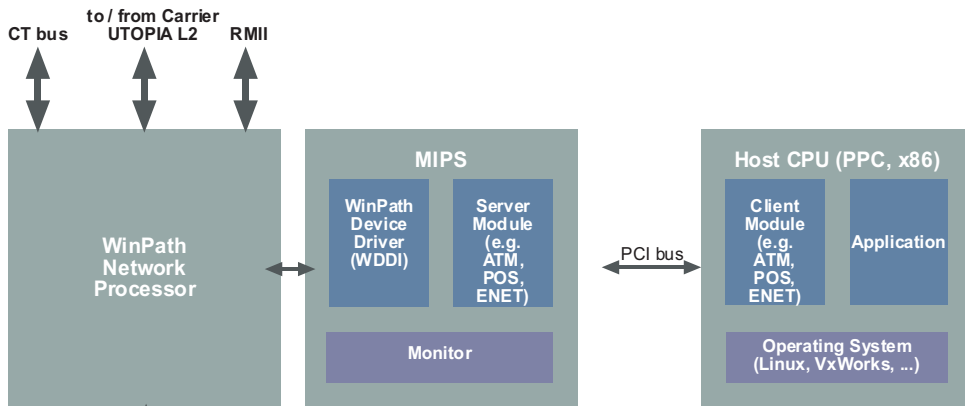 to / from Carrier
CT bus
UTOPIA L2
RMII
WinPath
Network
Processor
MIPS
WinPath
Device
Driver
(WDDI)
Server
Module
(e.g.
ATM,
POS,
ENET)
Monitor
PCI bus
Host CPU (PPC, x86)
Client
Module
(e.g.
ATM,
POS,
ENET)
Application
Operating System
(Linux, VxWorks, ...)